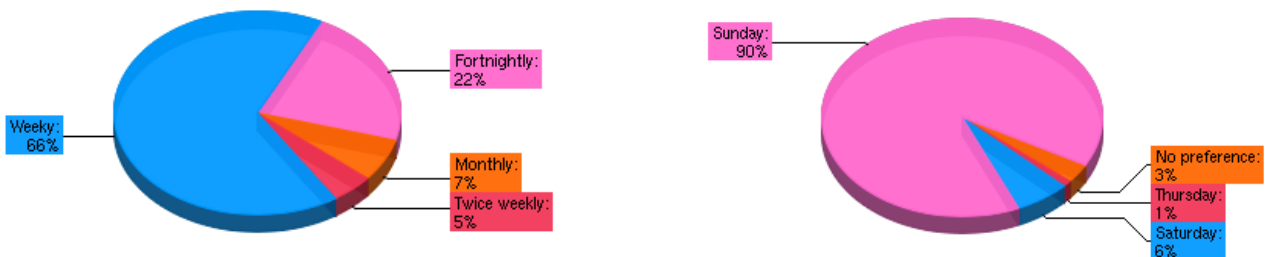 Weeky:
66%
Fortnightly:
22%
Monthly:
7%
Twice weekly:
5%
Sunday:
90%
No preference:
3%
Thursday:
1%
Saturday:
6%